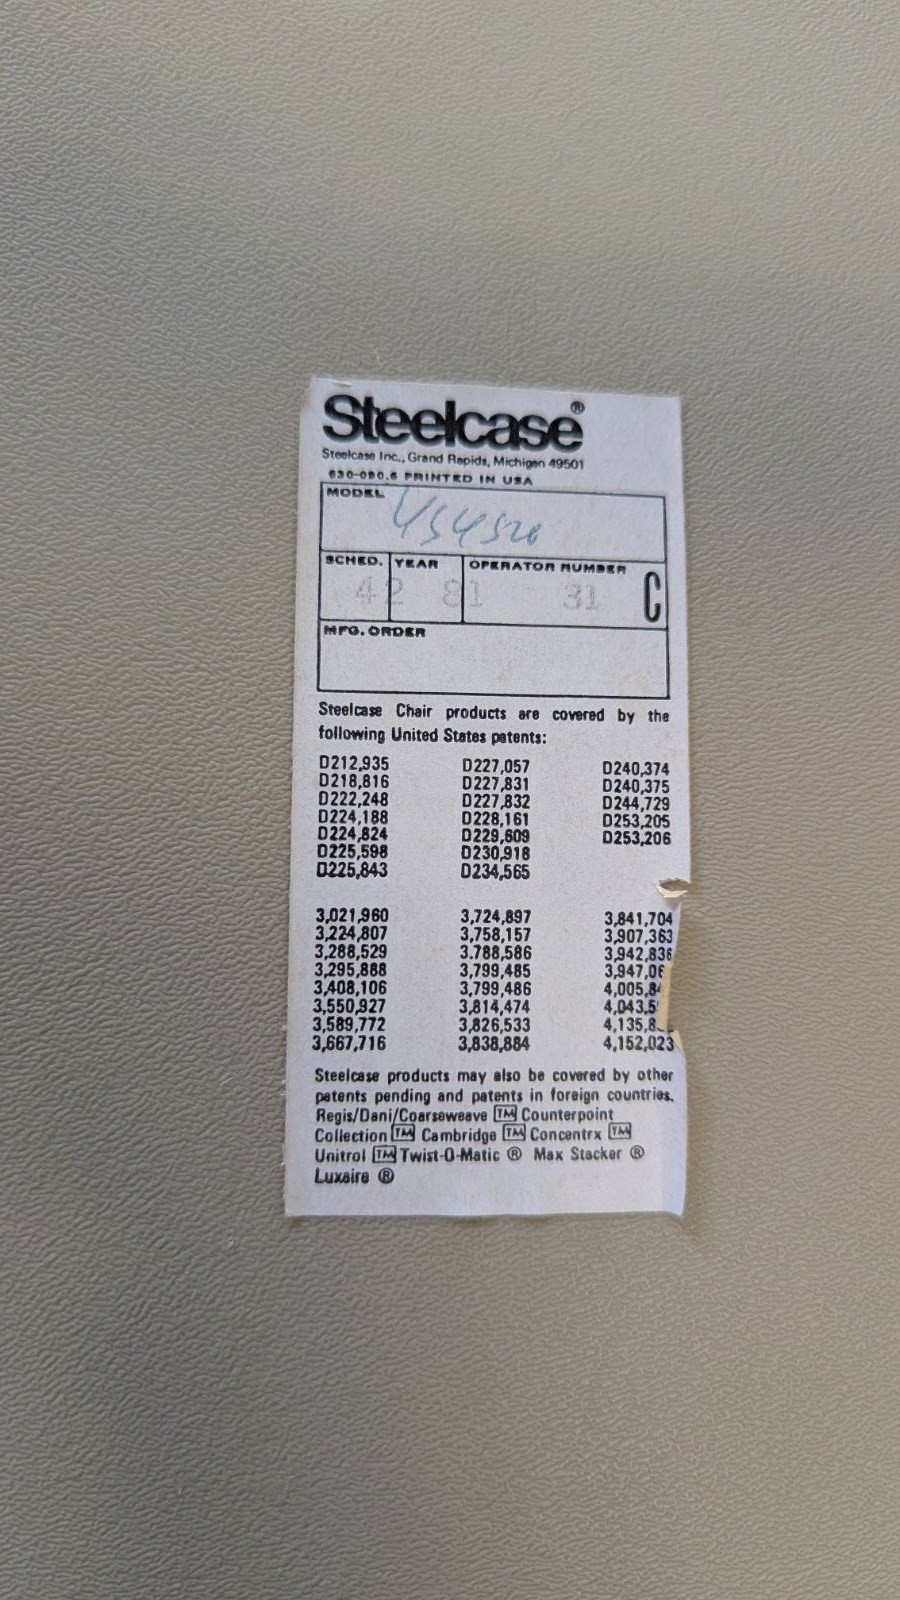 Steelcase®
Steelcase Inc., Grand Rapids, Michigan 49501
630-090.6 PRINTED IN USA
MODEL
454520
SCHED. YEAR OPERATOR NUMBER
42 81 31 C
MFG. ORDER
Steelcase Chair products are covered by the
following United States patents:
D212,935 D227,057 D240,374
D218,816 D227,831 D240,375
D222,248 D227,832 D244,729
D224,188 D228,161 D253,205
D224,824 D229,609 D253,206
D225,598 D230,918
D225,843 D234,565
3,021,960 3,724,897 3,841,704
3,224,807 3,758,157 3,907,363
3,288,529 3.788,586 3,942,836
3,295,888 3,799,485
3,408,106 3,799,486
3,550,927 3,814,474
3,589,772 3,826,533
3,667,716 3,838,884 4,152,023
Steelcase products may also be covered by other
patents pending and patents in foreign countries.
Regis/Dani/Coarseweave TM Counterpoint
Collection TM Cambridge TM Concentrx TM
Unitrol TM Twist-O-Matic ® Max Stacker ®
Luxaire ®